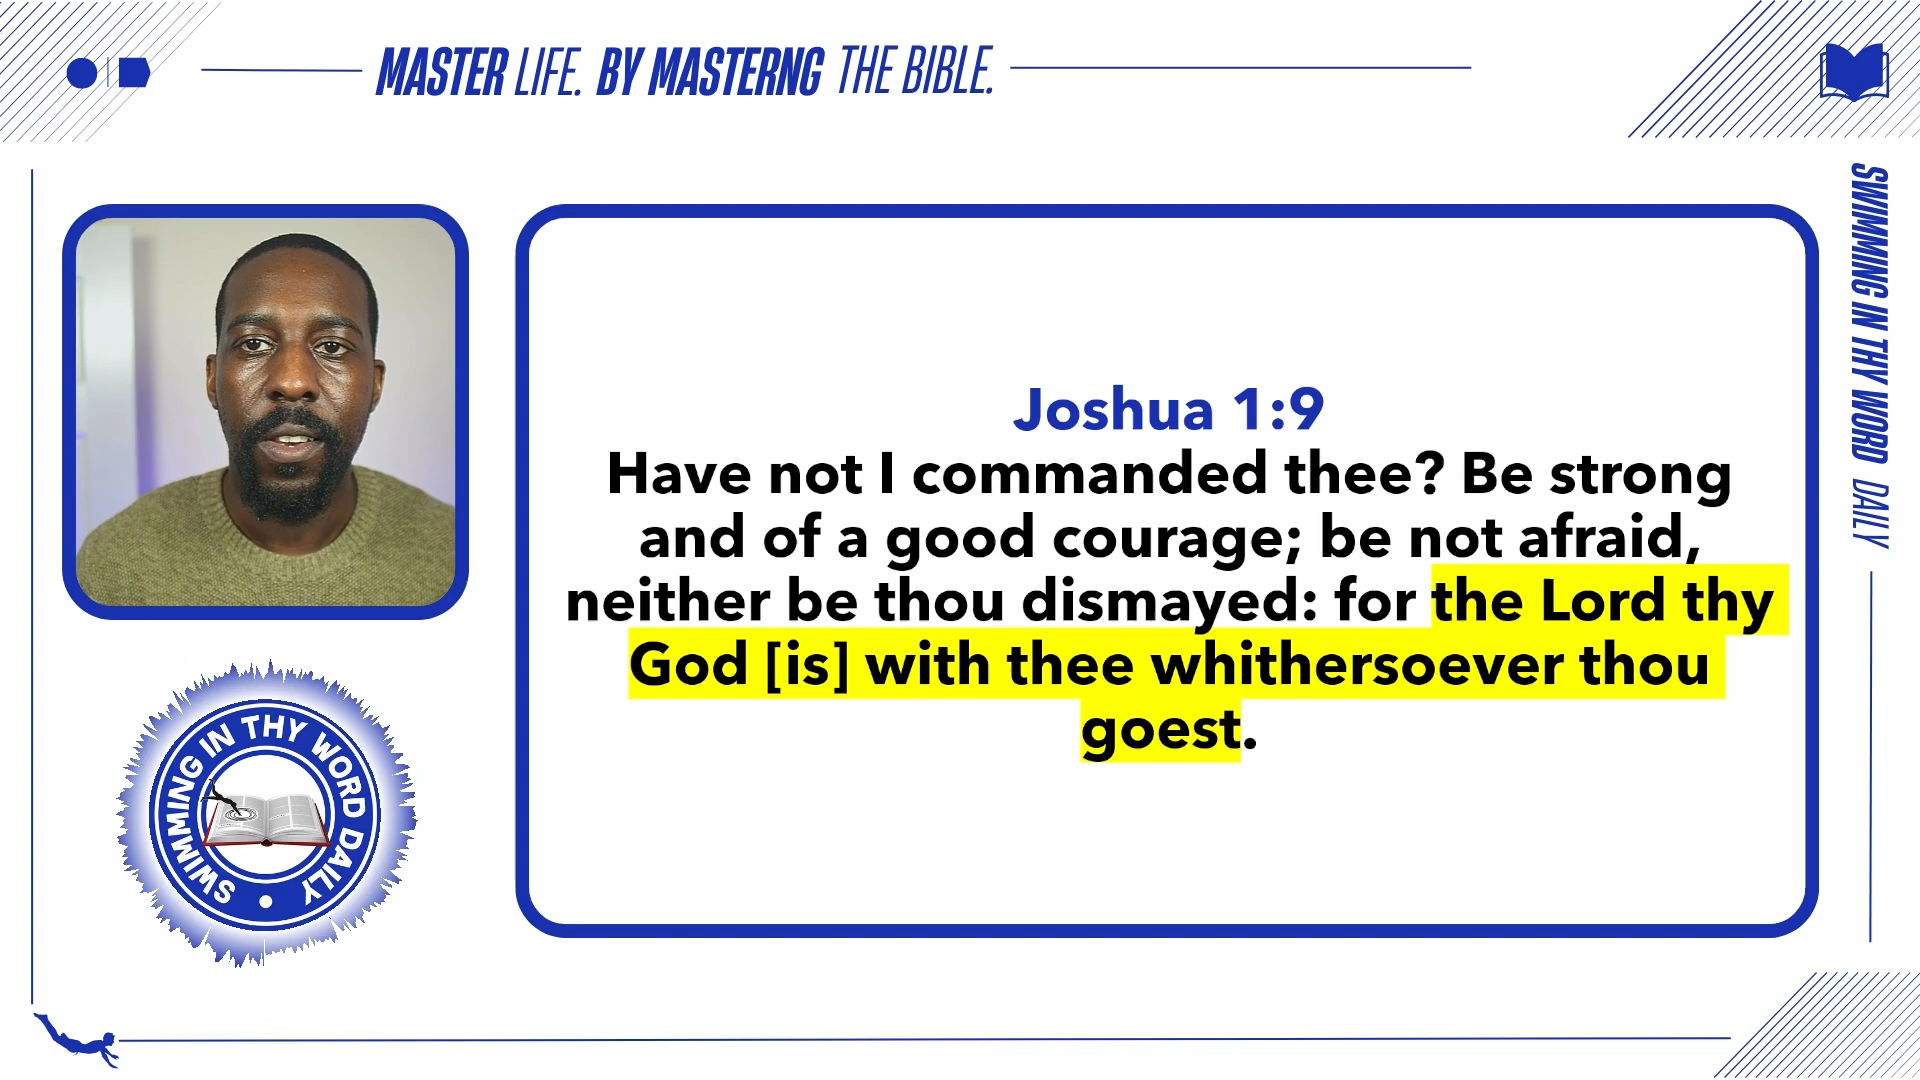 MASTER LIFE. BY MASTERNG THE BIBLE.
SWIMMING IN THY WORD DAILY
Joshua 1:9
Have not I commanded thee? Be strong
and of a good courage; be not afraid,
neither be thou dismayed: for the Lord thy
God [is] with thee whithersoever thou
goest.
SWIMMING IN THY WORD DAILY